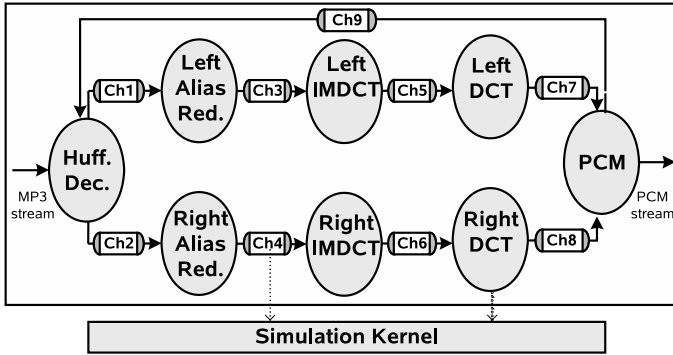 Ch9
Left
Alias
Red.
Left
IMDCT
Left
DCT
Ch1
Ch3
Ch5
Ch7
Huff.
Dec.
PCM
MP3
stream
PCM
stream
Right
Alias
Red.
Right
IMDCT
Right
DCT
Ch2
Ch4
Ch6
Ch8
Simulation Kernel